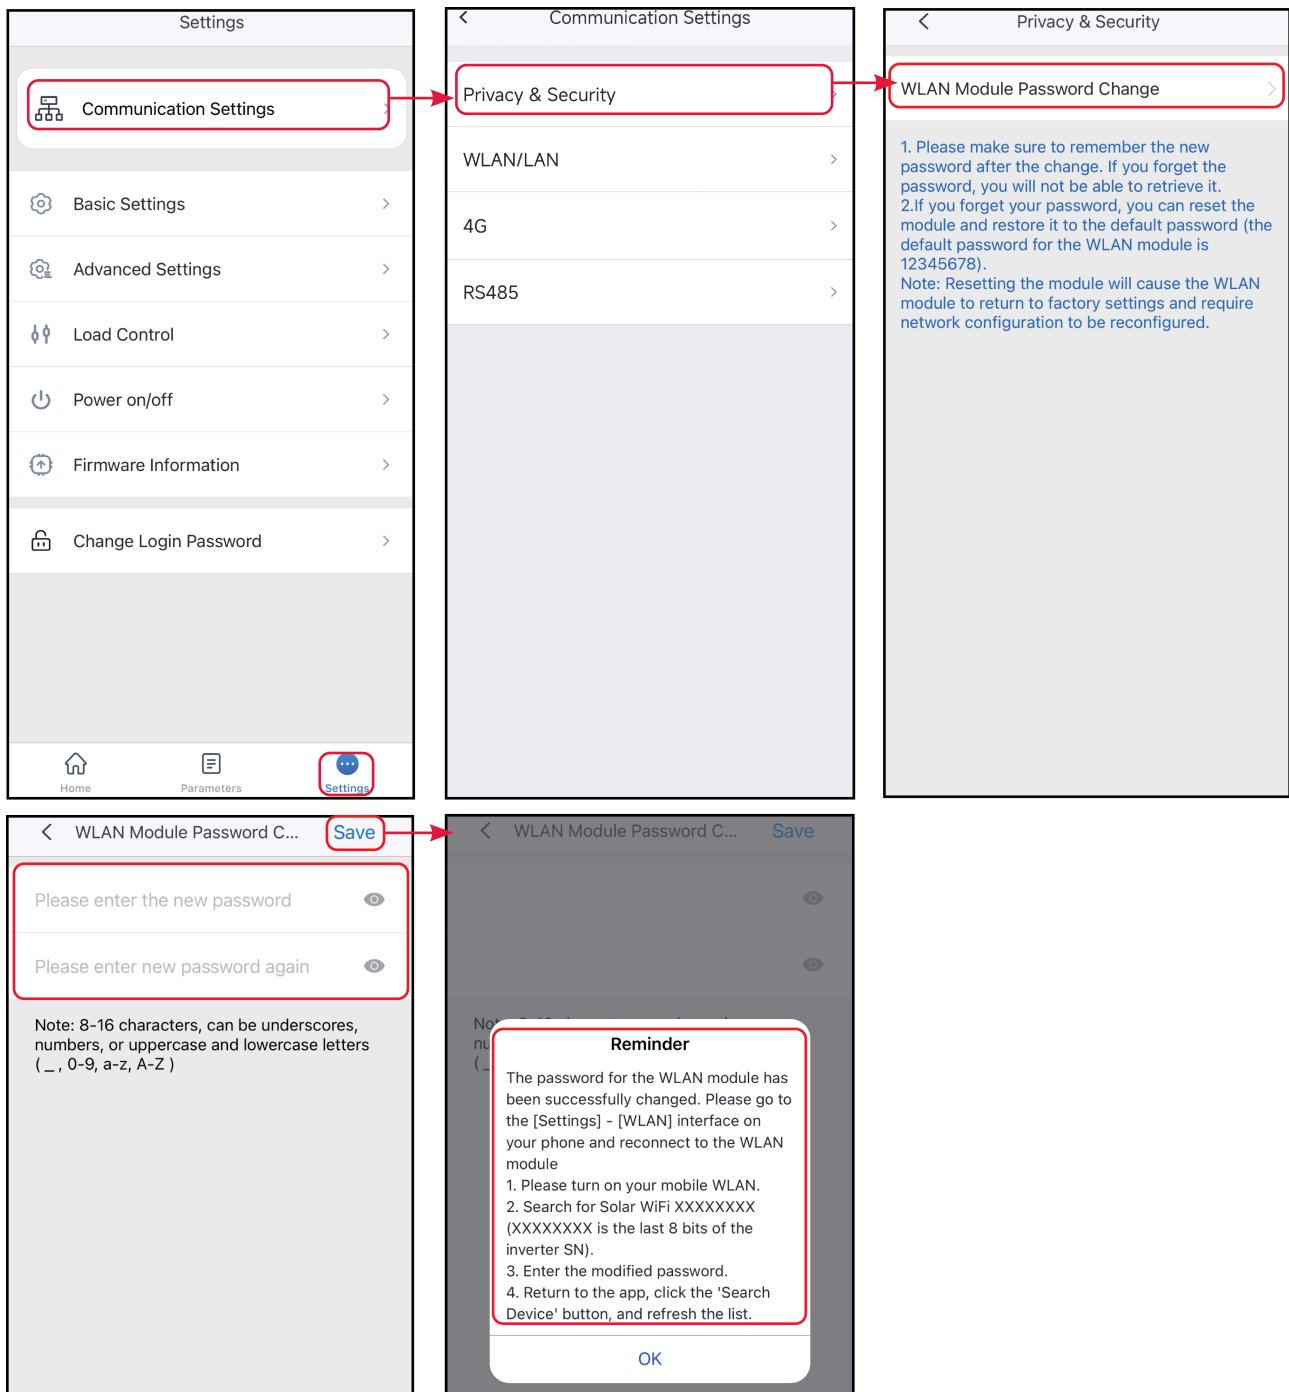 Settings
Communication Settings
Basic Settings
Advanced Settings
Load Control
Power on/off
Firmware Information
Change Login Password
Home
Parameters
Settings
Communication Settings
Privacy & Security
WLAN/LAN
4G
RS485
Privacy & Security
WLAN Module Password Change
1. Please make sure to remember the new
password after the change. If you forget the
password, you will not be able to retrieve it.
2.If you forget your password, you can reset the
module and restore it to the default password (the
default password for the WLAN module is
12345678).
Note: Resetting the module will cause the WLAN
module to return to factory settings and require
network configuration to be reconfigured.
WLAN Module Password C...
Save
Please enter the new password
Please enter new password again
Note: 8-16 characters, can be underscores,
numbers, or uppercase and lowercase letters
( _ , 0-9, a-z, A-Z )
WLAN Module Password C...
Save
Reminder
The password for the WLAN module has
been successfully changed. Please go to
the [Settings] - [WLAN] interface on
your phone and reconnect to the WLAN
module
1. Please turn on your mobile WLAN.
2. Search for Solar WiFi XXXXXXXX
(XXXXXXXX is the last 8 bits of the
inverter SN).
3. Enter the modified password.
4. Return to the app, click the 'Search
Device' button, and refresh the list.
OK